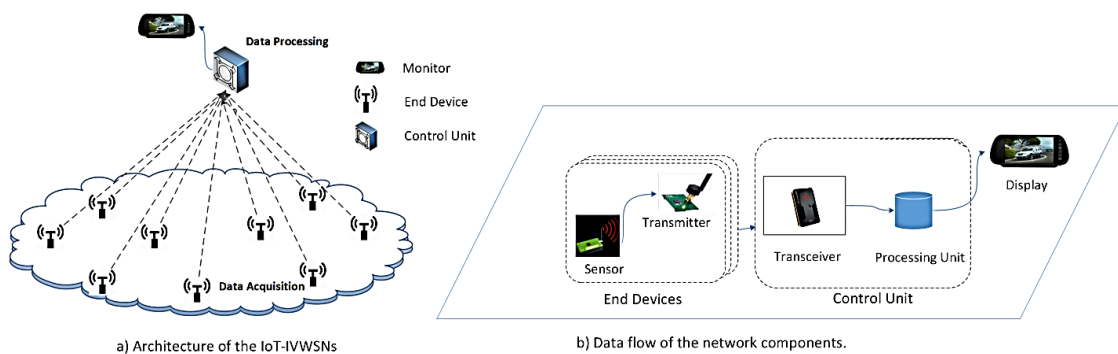 Data Processing
Monitor
End Device
Control Unit
Data Acquisition
a) Architecture of the IoT-IVWSNs
Display
Transmitter
Sensor
Transceiver
Processing Unit
End Devices
Control Unit
b) Data flow of the network components.